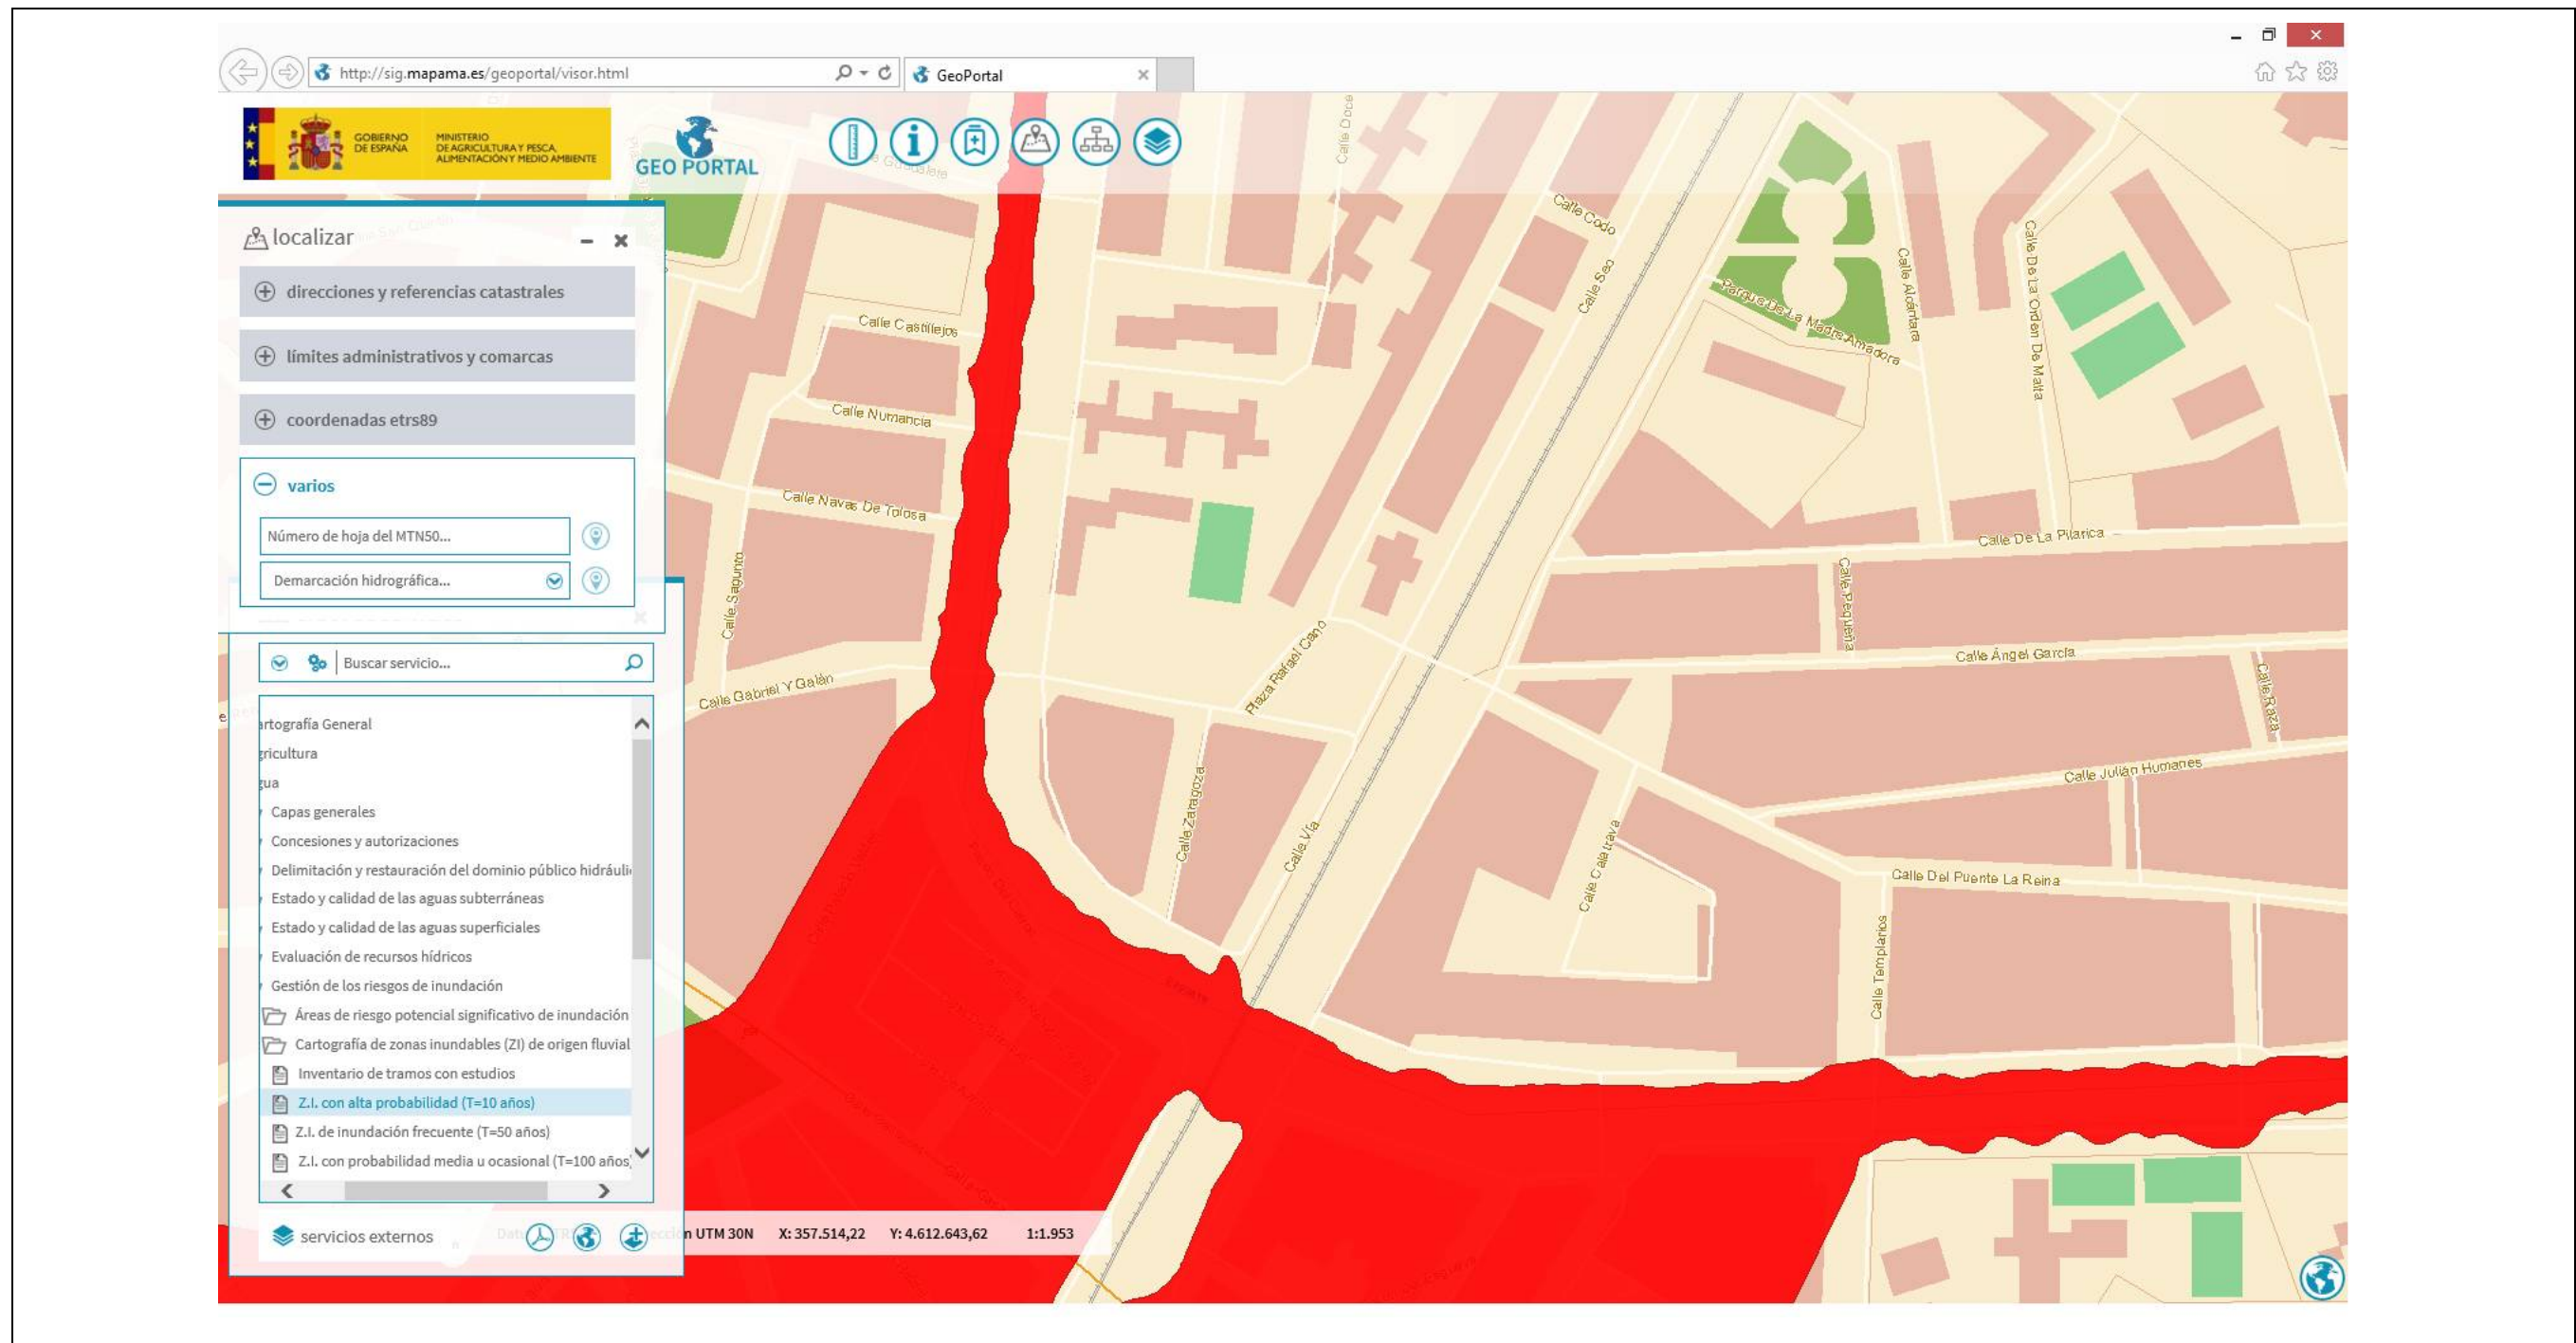 http://sig.mapama.es/geoportal/visor.html
GeoPortal
GOBIERNO
DE ESPAÑA
MINISTERIO
DE AGRICULTURA Y PESCA,
ALIMENTACIÓN Y MEDIO AMBIENTE
GEO PORTAL
localizar
direcciones y referencias catastrales
límites administrativos y comarcas
coordenadas etrs89
varios
Número de hoja del MTN50...
Demarcación hidrográfica...
Buscar servicio...
artografía General
gricultura
gua
Capas generales
Concesiones y autorizaciones
Delimitación y restauración del dominio público hidráuli
Estado y calidad de las aguas subterráneas
Estado y calidad de las aguas superficiales
Evaluación de recursos hídricos
Gestión de los riesgos de inundación
Áreas de riesgo potencial significativo de inundación
Cartografía de zonas inundables (ZI) de origen fluvial
Inventario de tramos con estudios
Z.I. con alta probabilidad (T=10 años)
Z.I. de inundación frecuente (T=50 años)
Z.I. con probabilidad media u ocasional (T=100 años)
servicios externos
UTM 30N X: 357.514,22 Y: 4.612.643,62 1:1.953
Calle Doce
Calle Codo
Calle Seo
Calle Castillejos
Calle Numancia
Calle Navas De Tolosa
Calle Sagunto
Calle Gabriel Y Galán
Plaza Rafael Cano
Calle Zaragoza
Calle Vía
Calle Calatrava
Parque De La Madre Amadora
Calle Alcántara
Calle De La Orden De Malta
Calle De La Pilarica
Calle Pequeña
Calle Ángel García
Calle Raza
Calle Julián Humanes
Calle Del Puente La Reina
Calle Templarios